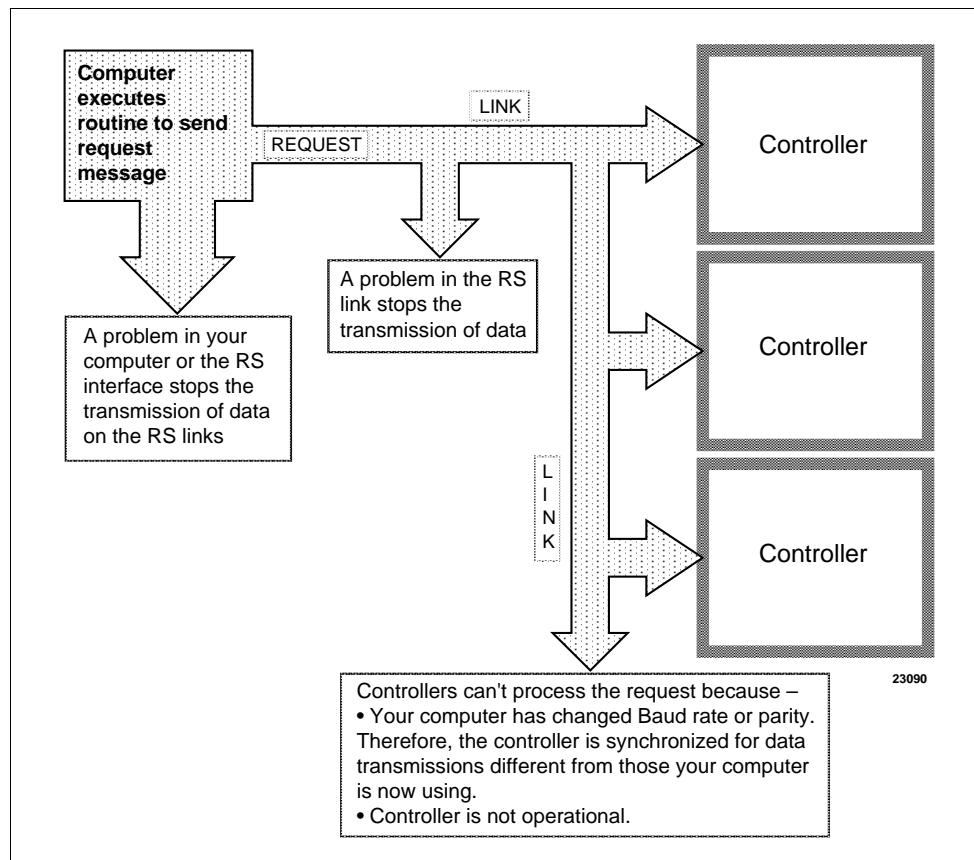 Computer
executes
routine to send
request
message
REQUEST
LINK
Controller
A problem in the RS
link stops the
transmission of data
A problem in your
computer or the RS
interface stops the
transmission of data
on the RS links
Controller
L
I
N
K
Controller
23090
Controllers can't process the request because –
• Your computer has changed Baud rate or parity.
Therefore, the controller is synchronized for data
transmissions different from those your computer
is now using.
• Controller is not operational.